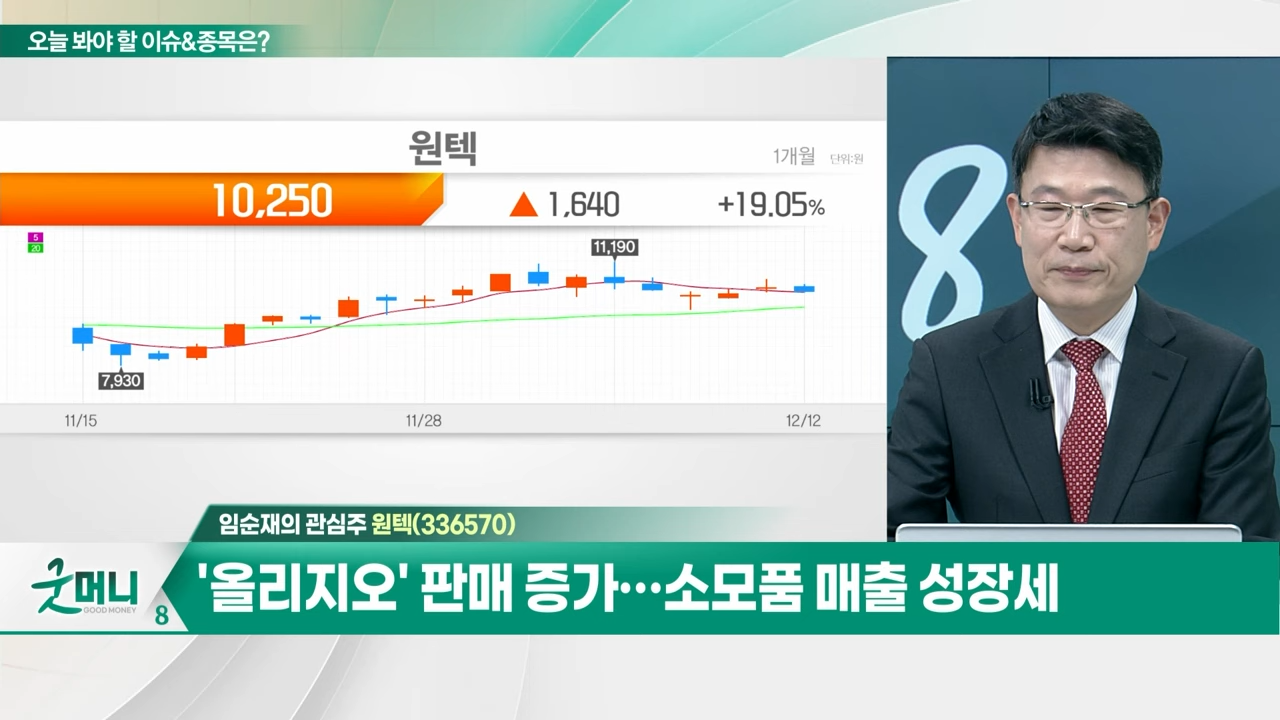 오늘 봐야 할 이슈&종목은?
원텍
1개월 단위:원
10,250 ▲ 1,640 +19.05%
5
20
11,190
7,930
11/15 11/28 12/12
8
임순재의 관심주 원텍(336570)
굿머니
GOOD MONEY
8
'올리지오' 판매 증가…소모품 매출 성장세